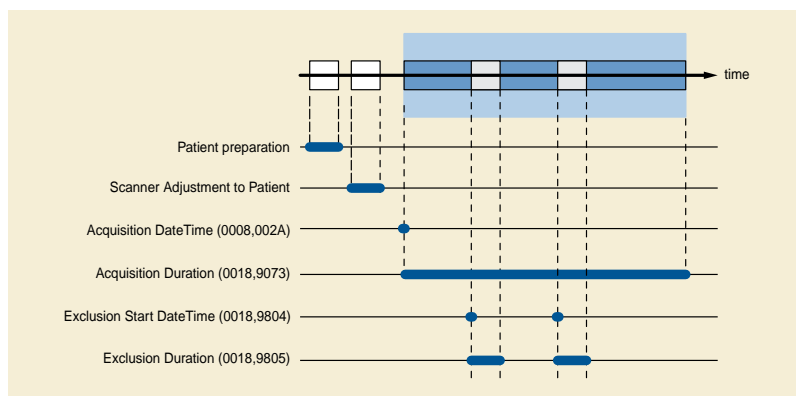 time
Patient preparation
Scanner Adjustment to Patient
Acquisition DateTime (0008,002A)
Acquisition Duration (0018,9073)
Exclusion Start DateTime (0018,9804)
Exclusion Duration (0018,9805)